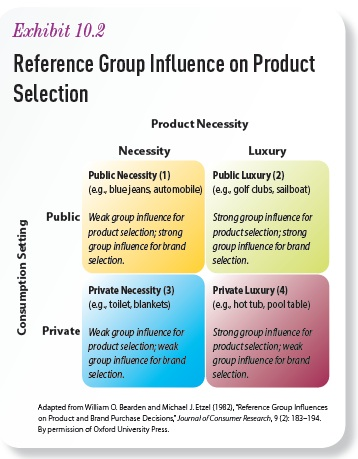 Exhibit 10.2
Reference Group Influence on Product
Selection
Product Necessity
Necessity
Luxury
Consumption Setting
Public
Public Necessity (1)
(e.g., blue jeans, automobile)
Weak group influence for
product selection; strong
group influence for brand
selection.
Public Luxury (2)
(e.g., golf clubs, sailboat)
Strong group influence for
product selection; strong
group influence for brand
selection.
Private
Private Necessity (3)
(e.g., toilet, blankets)
Weak group influence for
product selection; weak
group influence for brand
selection.
Private Luxury (4)
(e.g., hot tub, pool table)
Strong group influence for
product selection; weak
group influence for brand
selection.
Adapted from William O. Bearden and Michael J. Etzel (1982), "Reference Group Influences
on Product and Brand Purchase Decisions," Journal of Consumer Research, 9 (2): 183–194.
By permission of Oxford University Press.